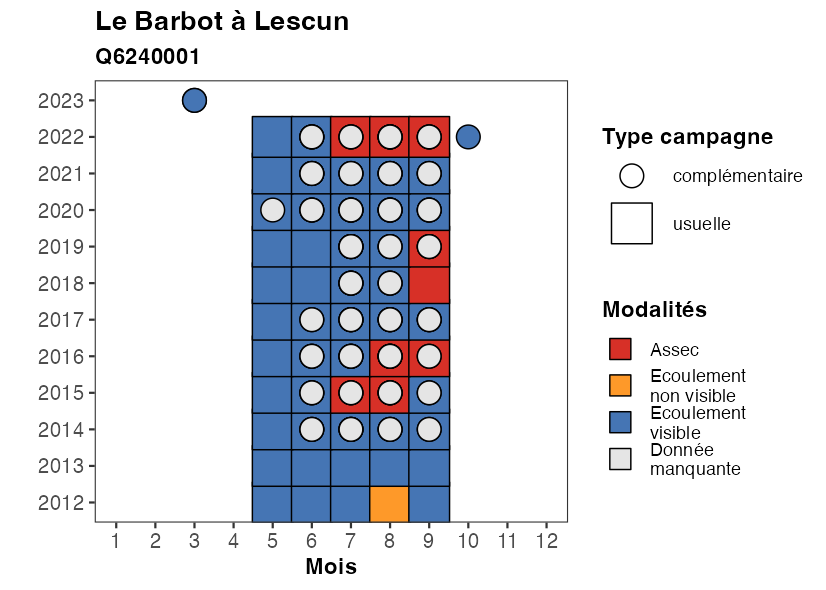 Le Barbot à Lescun
Q6240001
2023
2022
2021
2020
2019
2018
2017
2016
2015
2014
2013
2012
1 2 3 4 5 6 7 8 9 10 11 12
Mois
Type campagne
complémentaire
usuelle
Modalités
Assec
Ecoulement
non visible
Ecoulement
visible
Donnée
manquante